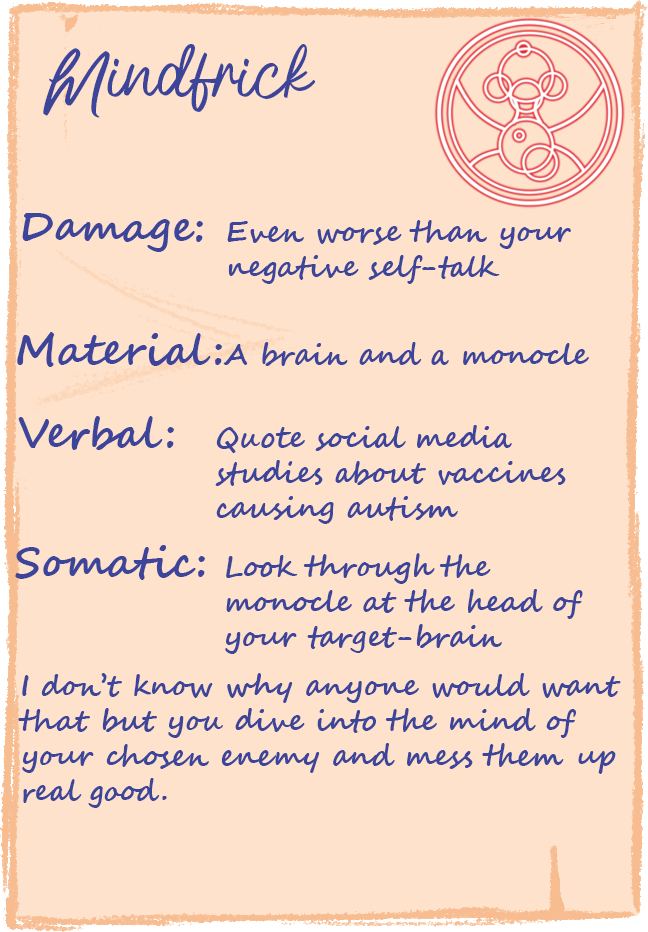 Mindfrick
Damage: Even worse than your
negative self-talk
Material: A brain and a monocle
Verbal: Quote social media
studies about vaccines
causing autism
Somatic: Look through the
monocle at the head of
your target-brain
I don't know why anyone would want
that but you dive into the mind of
your chosen enemy and mess them up
real good.